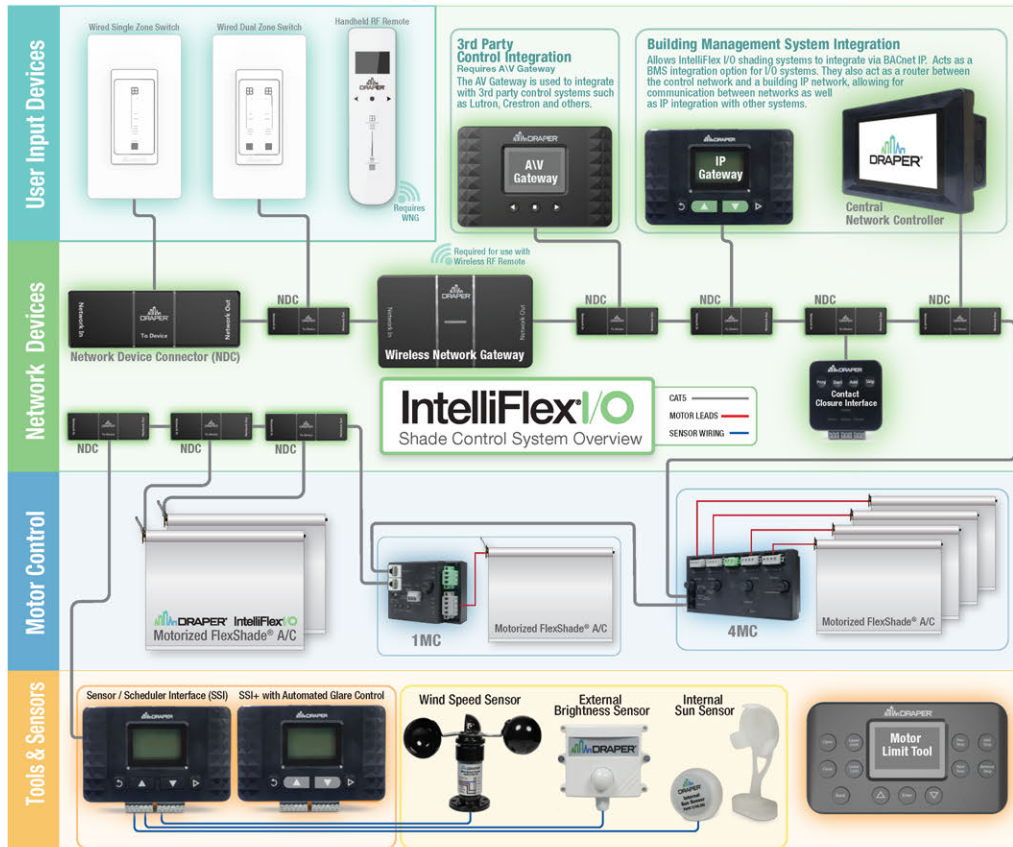 User Input Devices
Wired Single Zone Switch
Wired Dual Zone Switch
Handheld RF Remote
DRAPER
Requires
WNG
3rd Party
Control Integration
Requires A\V Gateway
The AV Gateway is used to integrate
with 3rd party control systems such
as Lutron, Crestron and others.
DRAPER
A\V
Gateway
Building Management System Integration
Allows IntelliFlex I/O shading systems to integrate via BACnet IP. Acts as a
BMS integration option for I/O systems. They also act as a router between
the control network and a building IP network, allowing for
communication between networks as well
as IP integration with other systems.
DRAPER
IP
Gateway
DRAPER®
Central
Network Controller
Network Devices
Network In
DRAPER
To Device
Network Out
Network Device Connector (NDC)
NDC
Required for use with
Wireless RF Remote
Network In
DRAPER
Network Out
Wireless Network Gateway
NDC
NDC
NDC
NDC
DRAPER
Contact
Closure Interface
IntelliFlex® I/O
Shade Control System Overview
CAT5
MOTOR LEADS
SENSOR WIRING
NDC
NDC
NDC
Motor Control
DRAPER® IntelliFlex I/O
Motorized FlexShade® A/C
1MC
Motorized FlexShade® A/C
4MC
Motorized FlexShade® A/C
Tools & Sensors
Sensor / Scheduler Interface (SSI)
DRAPER
SSI+ with Automated Glare Control
DRAPER
Wind Speed Sensor
External
Brightness Sensor
DRAPER
Internal
Sun Sensor
DRAPER
Internal
Sun Sensor
DRAPER
Motor
Limit Tool